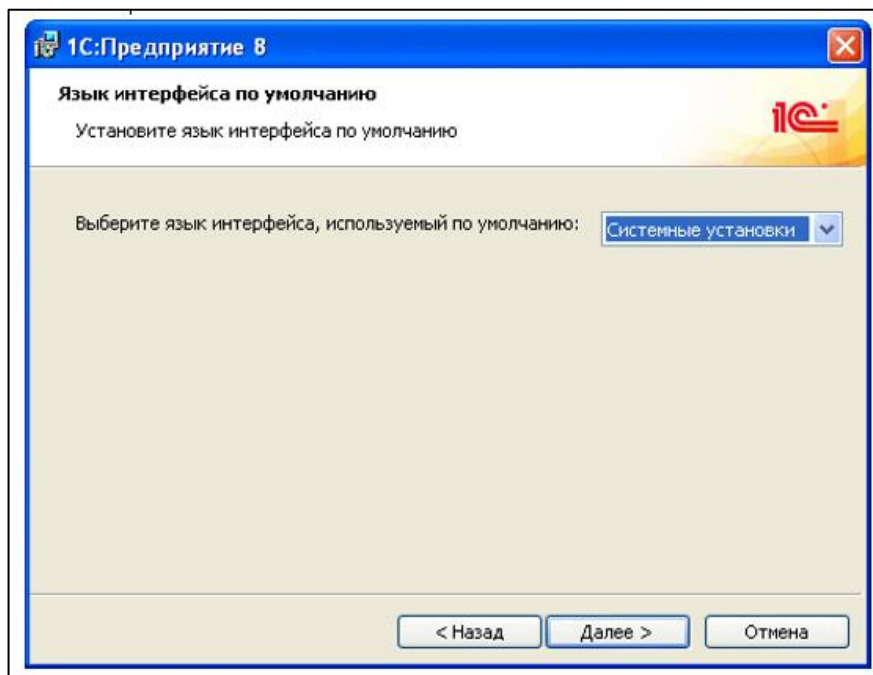 1С:Предприятие 8
Язык интерфейса по умолчанию
Установите язык интерфейса по умолчанию
1С
Выберите язык интерфейса, используемый по умолчанию: Системные установки
< Назад Далее > Отмена